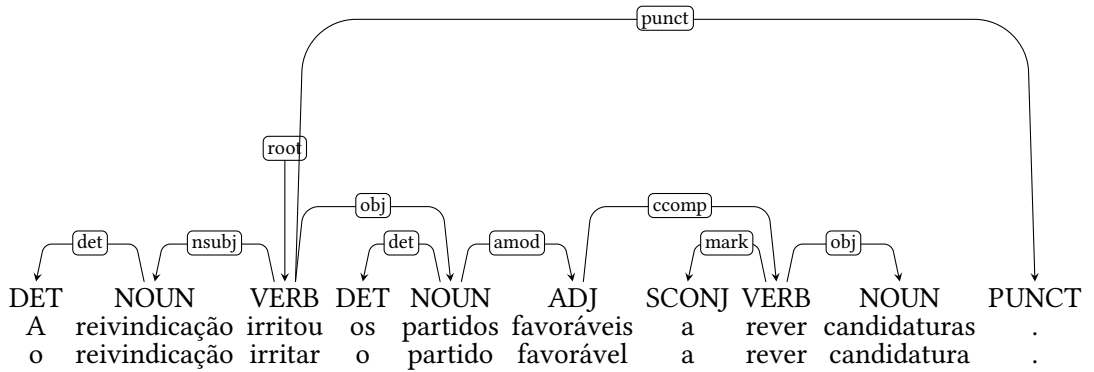 punct
root
obj ccomp
det nsubj det amod mark obj
DET NOUN VERB DET NOUN ADJ SCONJ VERB NOUN PUNCT
A reivindicação irritou os partidos favoráveis a rever candidaturas .
o reivindicação irritar o partido favorável a rever candidatura .